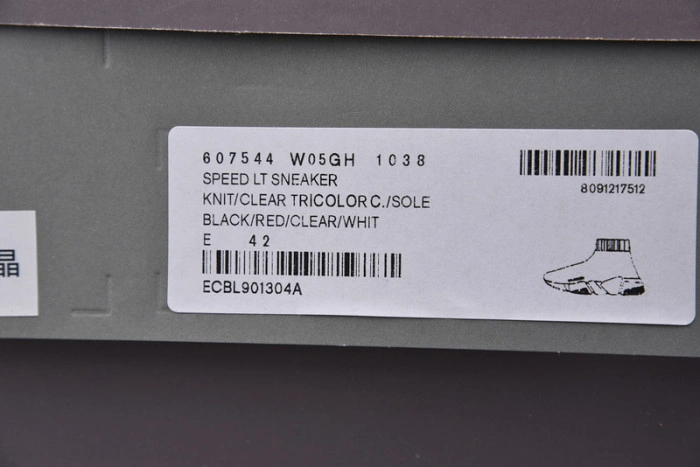 607544 W05GH 1038
SPEED LT SNEAKER
KNIT/CLEAR TRICOLOR C./SOLE
BLACK/RED/CLEAR/WHIT
E 42
ECBL901304A
8091217512
晶